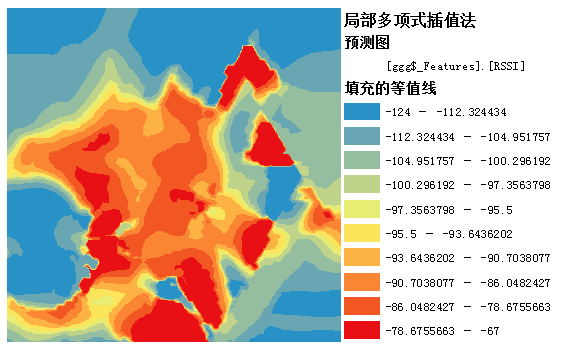 局部多项式插值法
预测图
[ggg$_Features].[RSSI]
填充的等值线
-124 － -112.324434
-112.324434 － -104.951757
-104.951757 － -100.296192
-100.296192 － -97.3563798
-97.3563798 － -95.5
-95.5 － -93.6436202
-93.6436202 － -90.7038077
-90.7038077 － -86.0482427
-86.0482427 － -78.6755663
-78.6755663 － -67